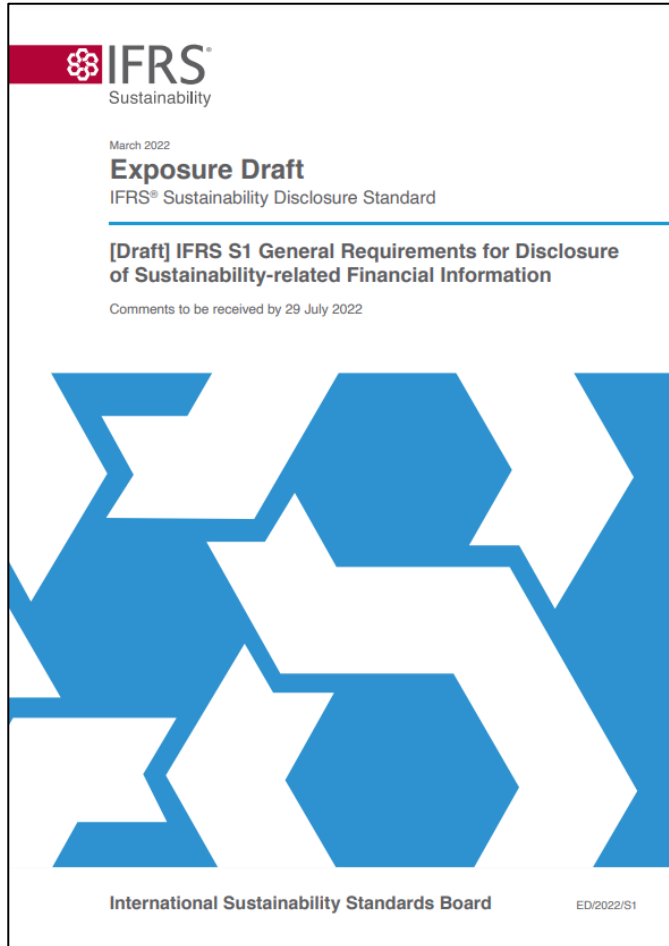 IFRS®
Sustainability
March 2022
Exposure Draft
IFRS® Sustainability Disclosure Standard
[Draft] IFRS S1 General Requirements for Disclosure
of Sustainability-related Financial Information
Comments to be received by 29 July 2022
International Sustainability Standards Board
ED/2022/S1